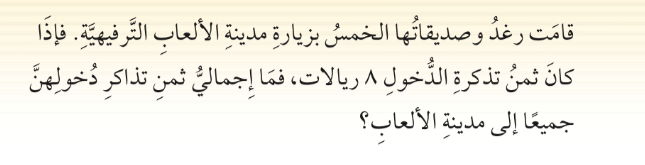 قامَت رغدُ وصديقاتُها الخمسُ بزيارةِ مدينةِ الألعابِ التَّرفيهيَّةِ. فإذَا
كانَ ثمنُ تذكرةِ الدُّخولِ ٨ ريالات، فمَا إجماليُّ ثمنِ تذاكرِ دُخولِهنَّ
جميعًا إلى مدينةِ الألعابِ؟